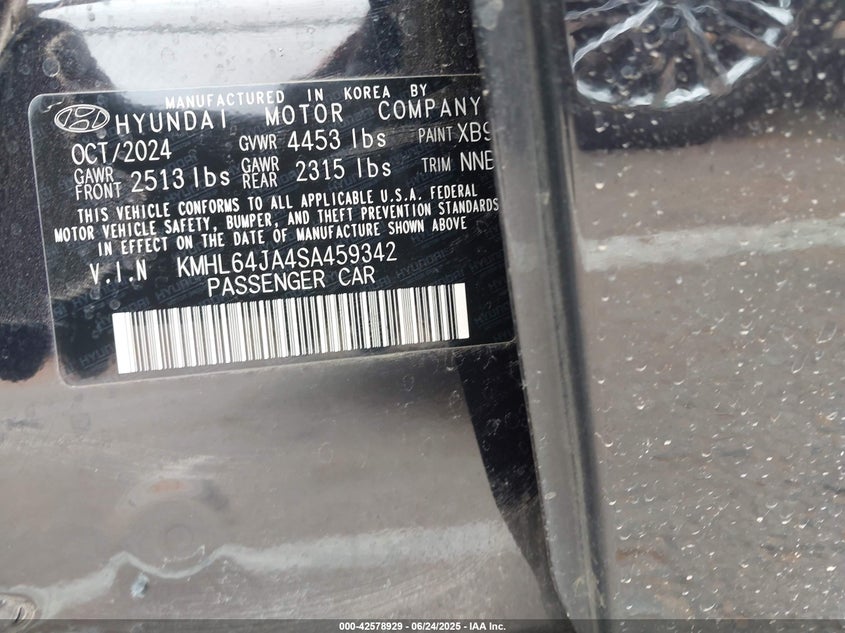 MANUFACTURED IN KOREA BY
HYUNDAI MOTOR COMPANY
OCT/2024 GVWR 4453 lbs PAINT XB9
GAWR FRONT 2513 lbs GAWR REAR 2315 lbs TRIM NNB
THIS VEHICLE CONFORMS TO ALL APPLICABLE U.S.A. FEDERAL
MOTOR VEHICLE SAFETY, BUMPER, AND THEFT PREVENTION STANDARDS
IN EFFECT ON THE DATE OF MANUFACTURE SHOWN ABOVE
V.I.N KMHL64JA4SA459342
PASSENGER CAR
000-42578929 - 06/24/2025 - IAA Inc.